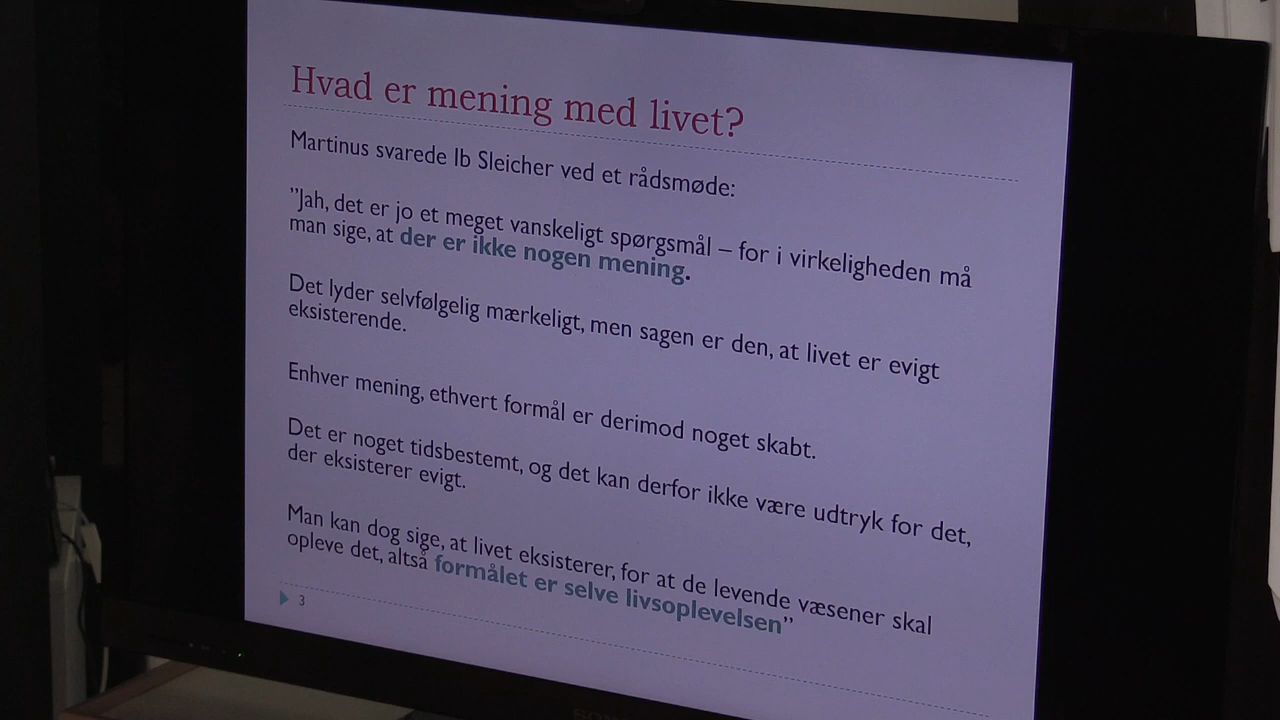 Hvad er mening med livet?
Martinus svarede Ib Sleicher ved et rådsmøde:
”Jah, det er jo et meget vanskeligt spørgsmål – for i virkeligheden må
man sige, at der er ikke nogen mening.
Det lyder selvfølgelig mærkeligt, men sagen er den, at livet er evigt
eksisterende.
Enhver mening, ethvert formål er derimod noget skabt.
Det er noget tidsbestemt, og det kan derfor ikke være udtryk for det,
der eksisterer evigt.
Man kan dog sige, at livet eksisterer, for at de levende væsener skal
opleve det, altså formålet er selve livsoplevelsen”
3
SONY